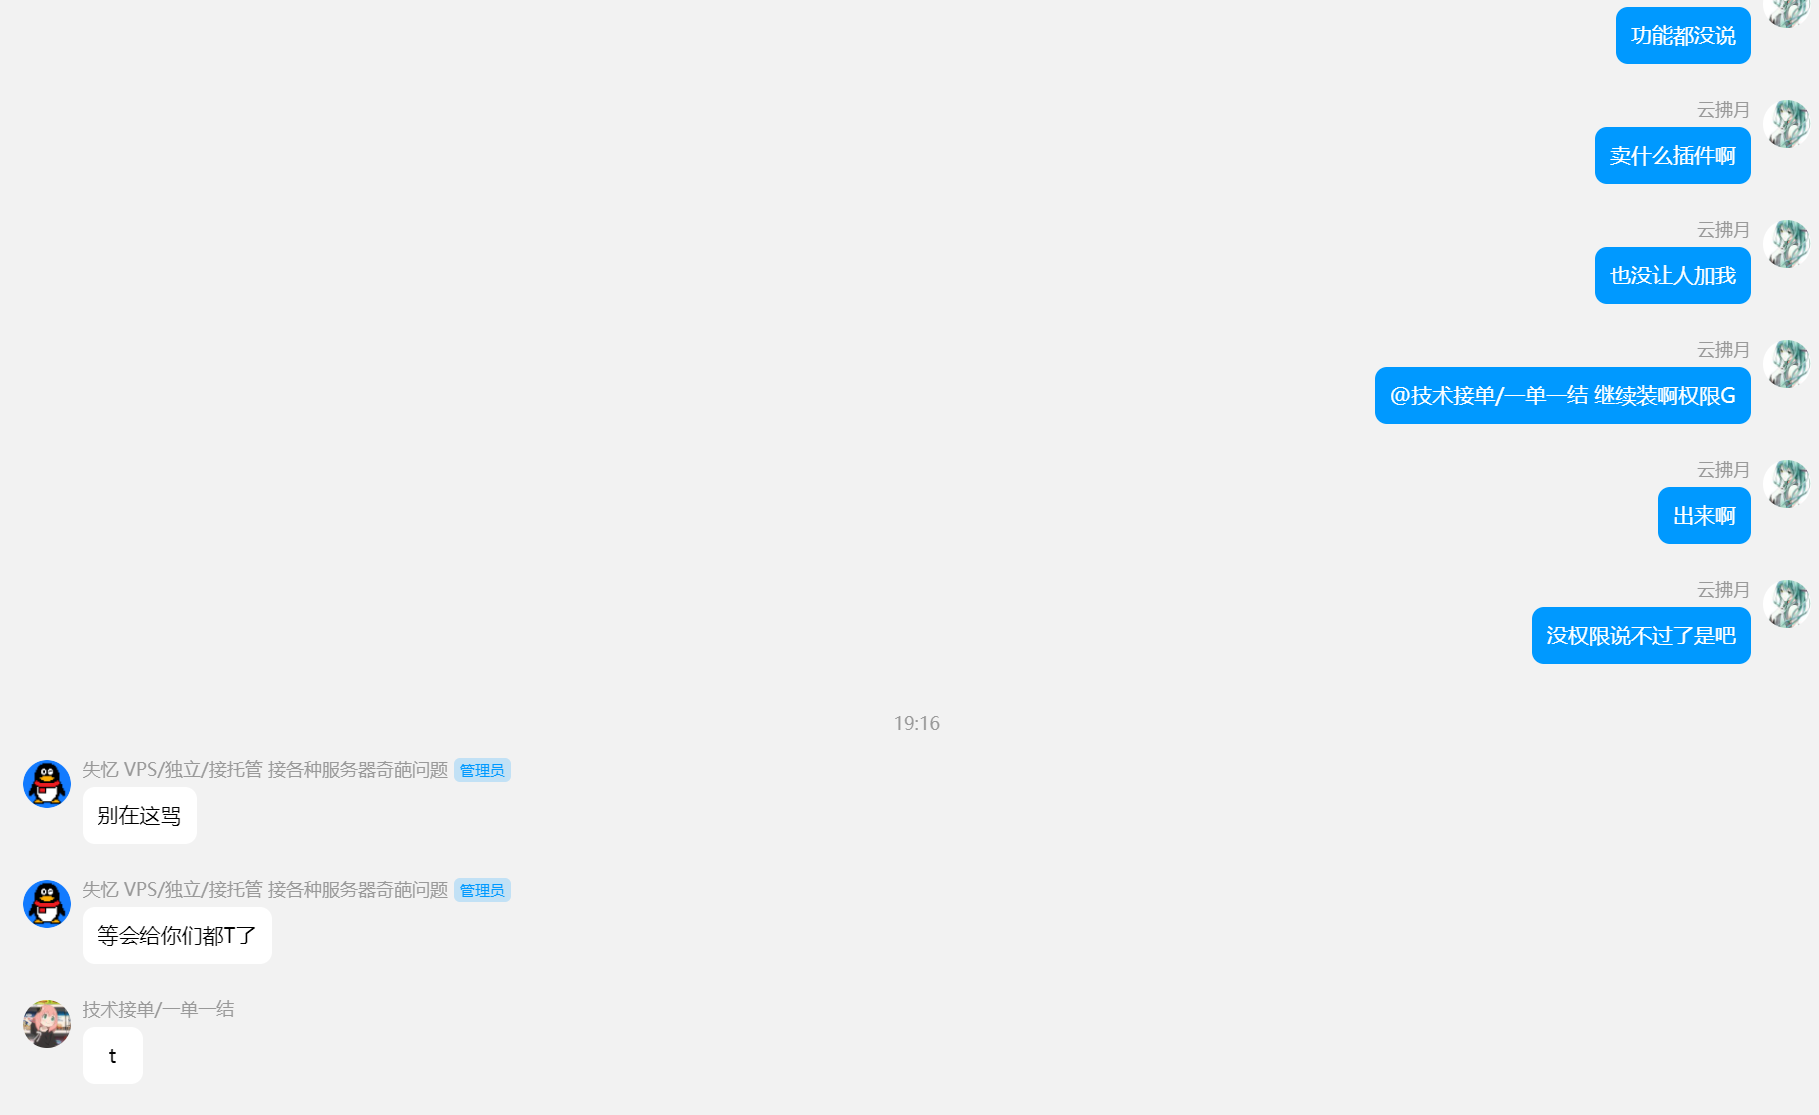 功能都没说
云拂月
卖什么插件啊
云拂月
也没让人加我
云拂月
@技术接单/一单一结 继续装啊权限G
云拂月
出来啊
云拂月
没权限说不过了是吧
19:16
失忆 VPS/独立/接托管 接各种服务器奇葩问题 管理员
别在这骂
失忆 VPS/独立/接托管 接各种服务器奇葩问题 管理员
等会给你们都T了
技术接单/一单一结
t